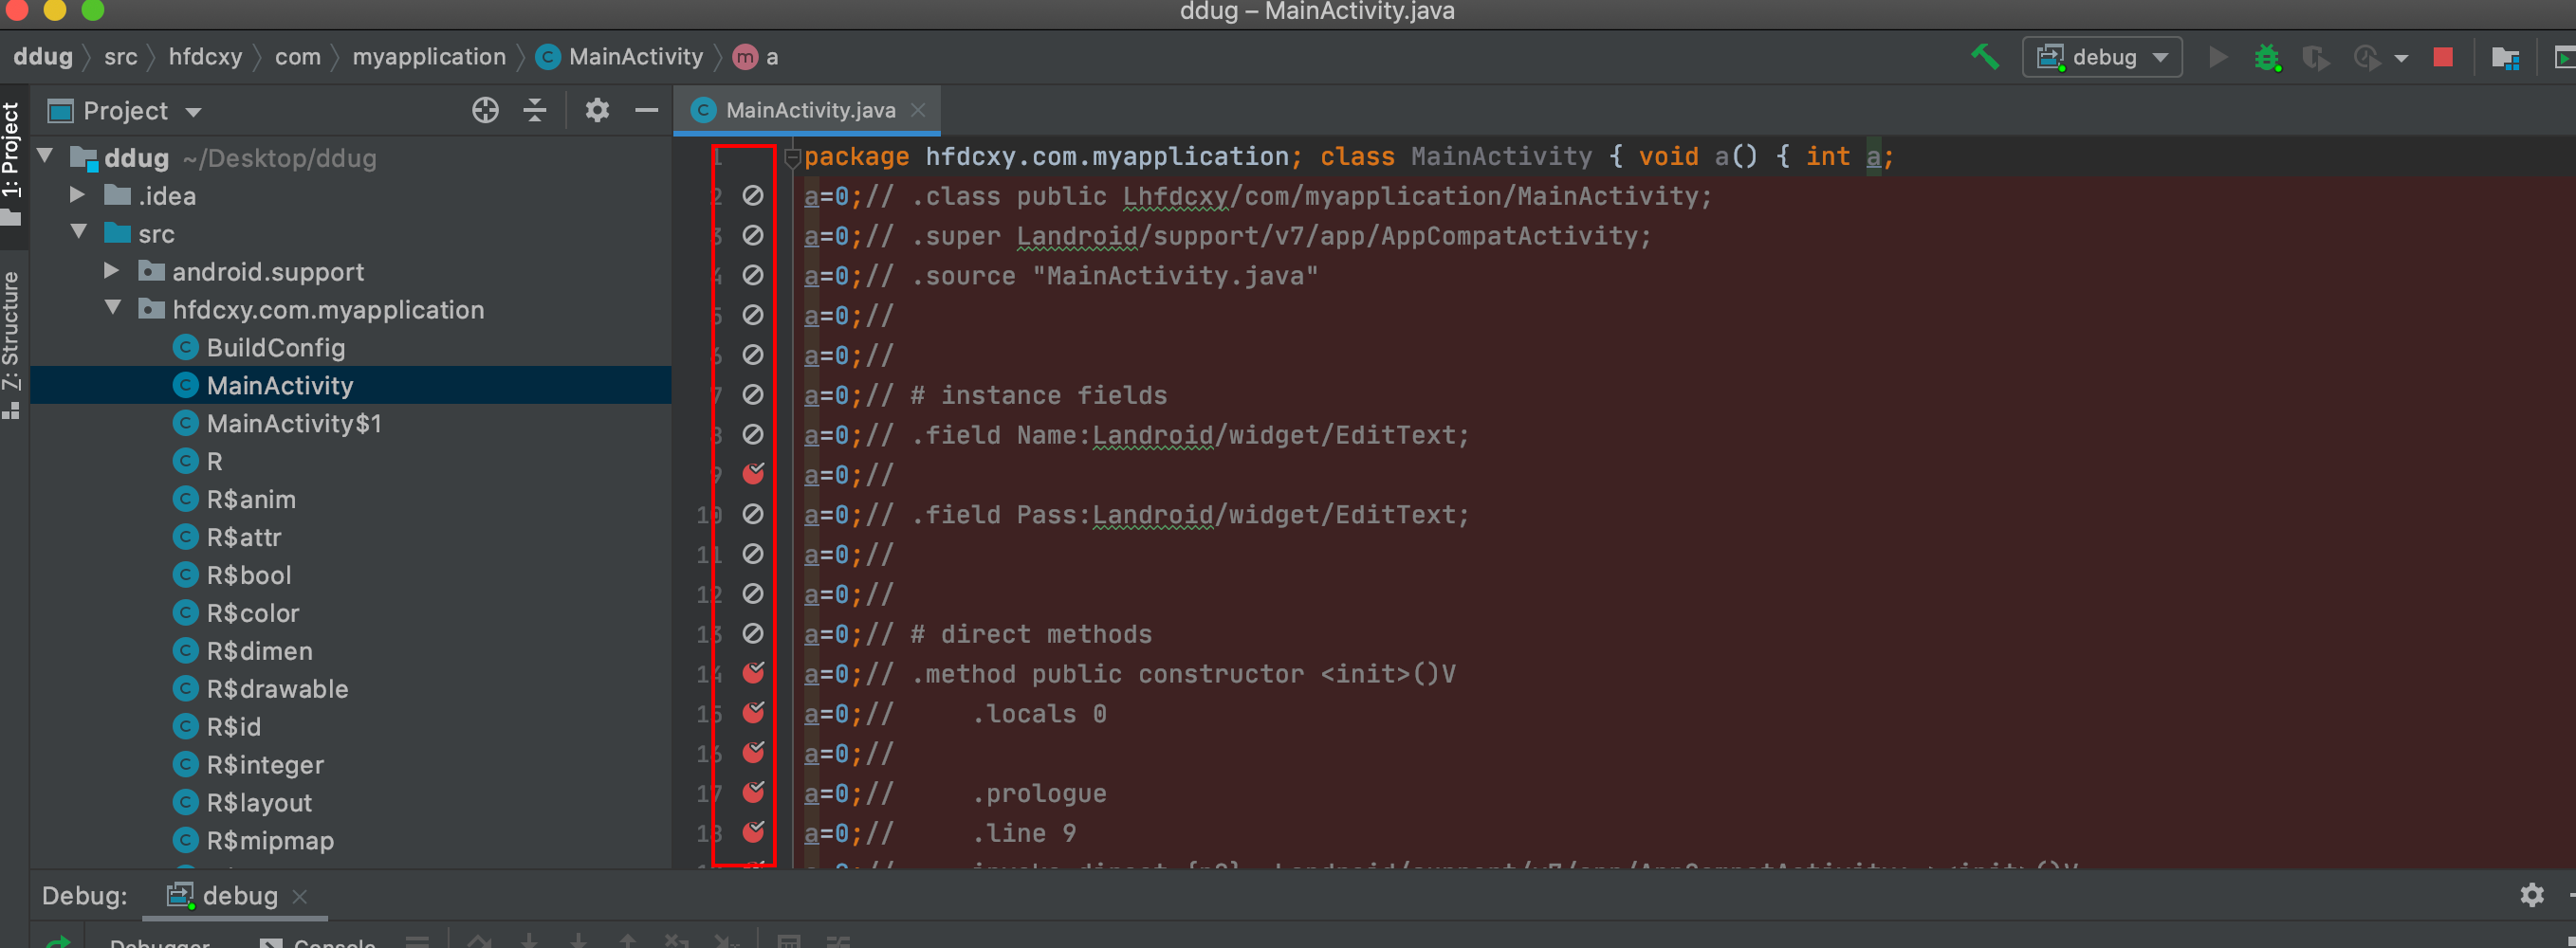 ddug – MainActivity.java
ddug src hfdcxy com myapplication MainActivity m a
debug
1: Project
7: Structure
Project
ddug ~/Desktop/ddug
.idea
src
android.support
hfdcxy.com.myapplication
C BuildConfig
C MainActivity
C MainActivity$1
C R
C R$anim
C R$attr
C R$bool
C R$color
C R$dimen
C R$drawable
C R$id
C R$integer
C R$layout
C R$mipmap
C MainActivity.java
1 package hfdcxy.com.myapplication; class MainActivity { void a() { int a;
2 a=0;// .class public Lhfdcxy/com/myapplication/MainActivity;
3 a=0;// .super Landroid/support/v7/app/AppCompatActivity;
4 a=0;// .source "MainActivity.java"
5 a=0;//
6 a=0;//
7 a=0;// # instance fields
8 a=0;// .field Name:Landroid/widget/EditText;
9 a=0;//
10 a=0;// .field Pass:Landroid/widget/EditText;
11 a=0;//
12 a=0;//
13 a=0;// # direct methods
14 a=0;// .method public constructor <init>()V
15 a=0;//     .locals 0
16 a=0;//
17 a=0;//     .prologue
18 a=0;//     .line 9
Debug: debug
Debugger Console